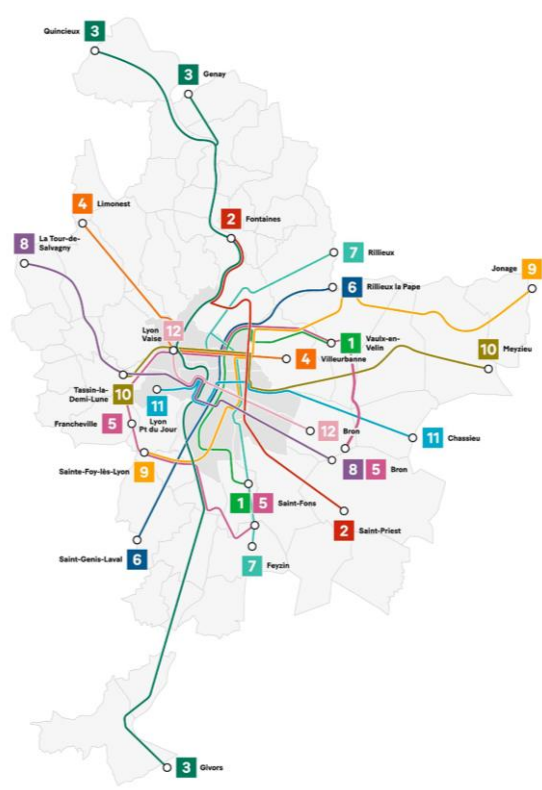 3
Quincieux
3
Genay
4
Limonest
2
Fontaines
8
La Tour-de-
Salvagny
7
Rillieux
6
Rillieux la Pape
Jonage
9
Lyon
Vaise
12
1
Vaulx-en-
Velin
4
Villeurbanne
10
Meyzieu
Tassin-la-
Demi-Lune
10
11
Lyon
Pt du Jour
Francheville
5
12
Bron
11
Chassieu
Sainte-Foy-lès-Lyon
9
8
5
Bron
1
5
Saint-Fons
2
Saint-Priest
Saint-Genis-Laval
6
7
Feyzin
3
Givors